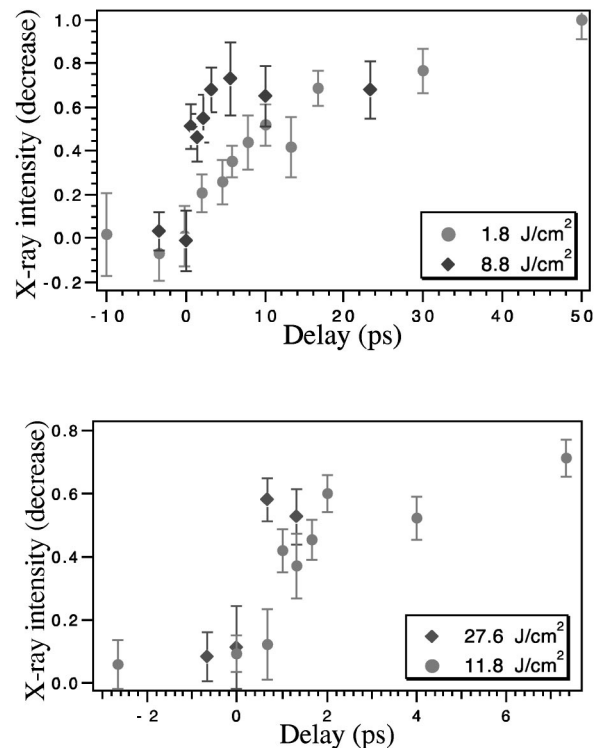 X-ray intensity (decrease)
1.0
0.8
0.6
0.4
0.2
0.0
-0.2
1.8 J/cm²
8.8 J/cm²
-10 0 10 20 30 40 50
Delay (ps)
X-ray intensity (decrease)
0.8
0.6
0.4
0.2
0.0
27.6 J/cm²
11.8 J/cm²
-2 0 2 4 6
Delay (ps)